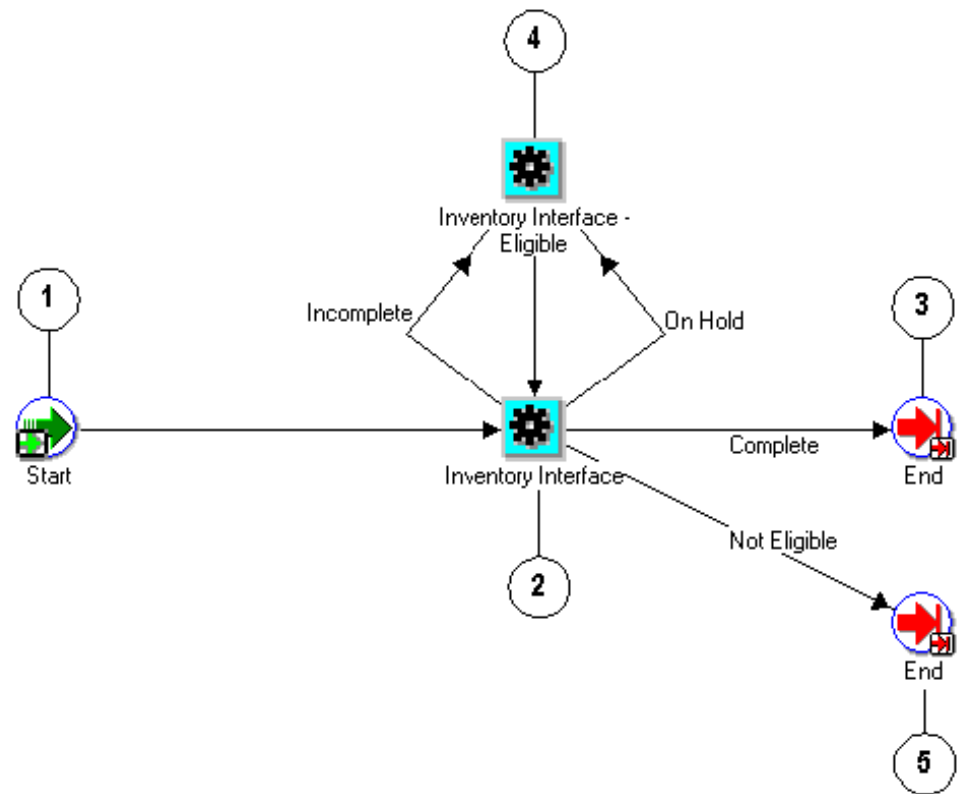 4
Inventory Interface -
Eligible
1
Incomplete
On Hold
3
Start
Inventory Interface
Complete
End
Not Eligible
2
End
5